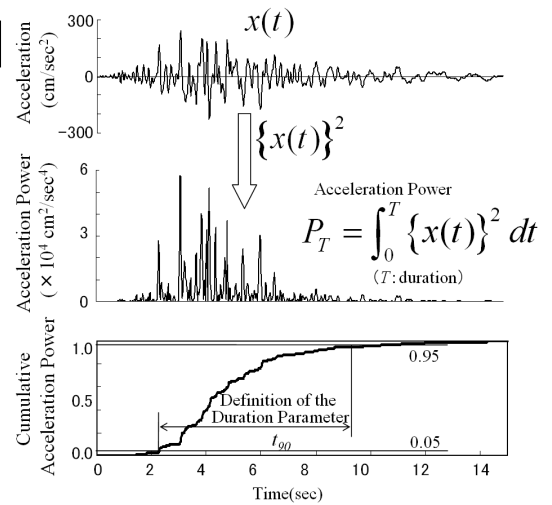 x(t)
300
0
−300
Acceleration
(cm/sec²)
{x(t)}²
6
3
0
Acceleration Power
(×10⁴ cm²/sec⁴)
Acceleration Power
P_T = ∫₀ᵀ {x(t)}² dt
(T: duration)
1.0
0.5
0.0
Cumulative
Acceleration Power
0.95
Definition of the
Duration Parameter
t₉₀
0.05
0 2 4 6 8 10 12 14
Time(sec)